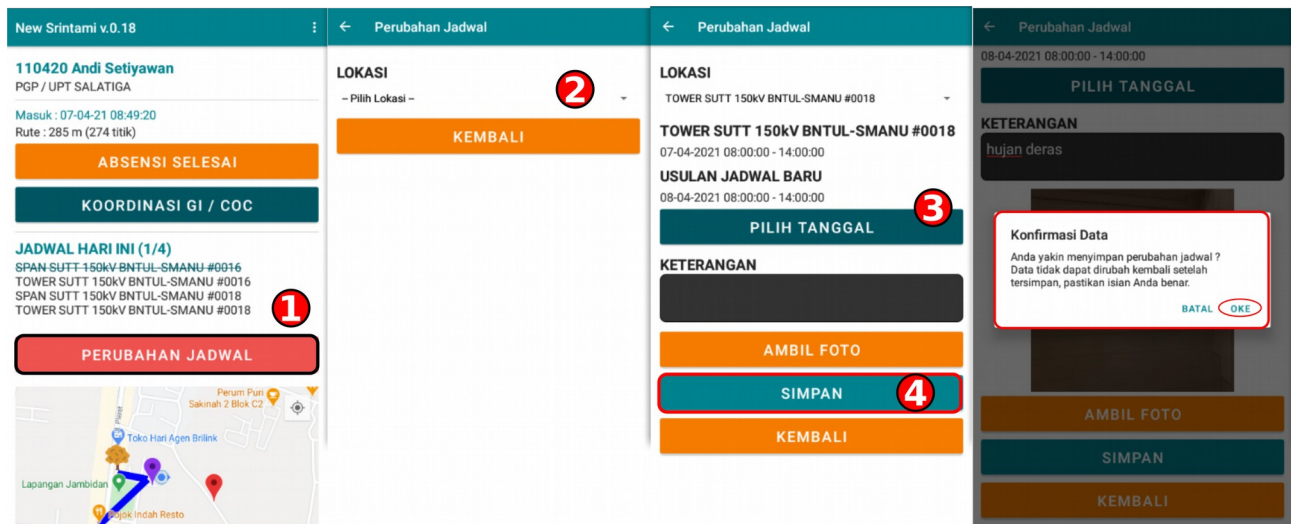 New Srintami v.0.18
110420 Andi Setiyawan
PGP / UPT SALATIGA
Masuk : 07-04-21 08:49:20
Rute : 285 m (274 titik)
ABSENSI SELESAI
KOORDINASI GI / COC
JADWAL HARI INI (1/4)
SPAN SUTT 150kV BNTUL-SMANU #0016
TOWER SUTT 150kV BNTUL-SMANU #0016
SPAN SUTT 150kV BNTUL-SMANU #0018
TOWER SUTT 150kV BNTUL-SMANU #0018
1
PERUBAHAN JADWAL
Perum Puri
Sakinah 2 Blok C2
Toko Hari Agen Brilink
Lapangan Jambidan
Pojok Indah Resto
Perubahan Jadwal
LOKASI
– Pilih Lokasi –
2
KEMBALI
Perubahan Jadwal
LOKASI
TOWER SUTT 150kV BNTUL-SMANU #0018
TOWER SUTT 150kV BNTUL-SMANU #0018
07-04-2021 08:00:00 - 14:00:00
USULAN JADWAL BARU
08-04-2021 08:00:00 - 14:00:00
3
PILIH TANGGAL
KETERANGAN
AMBIL FOTO
SIMPAN
4
KEMBALI
Perubahan Jadwal
08-04-2021 08:00:00 - 14:00:00
PILIH TANGGAL
KETERANGAN
hujan deras
Konfirmasi Data
Anda yakin menyimpan perubahan jadwal ?
Data tidak dapat dirubah kembali setelah
tersimpan, pastikan isian Anda benar.
BATAL OKE
AMBIL FOTO
SIMPAN
KEMBALI